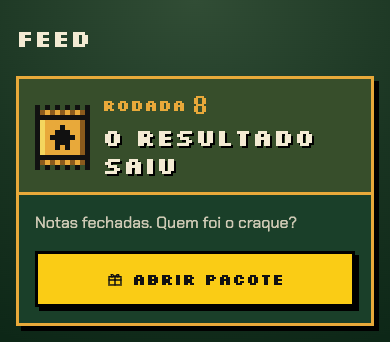 FEED
RODADA 8
O RESULTADO
SAIU
Notas fechadas. Quem foi o craque?
ABRIR PACOTE